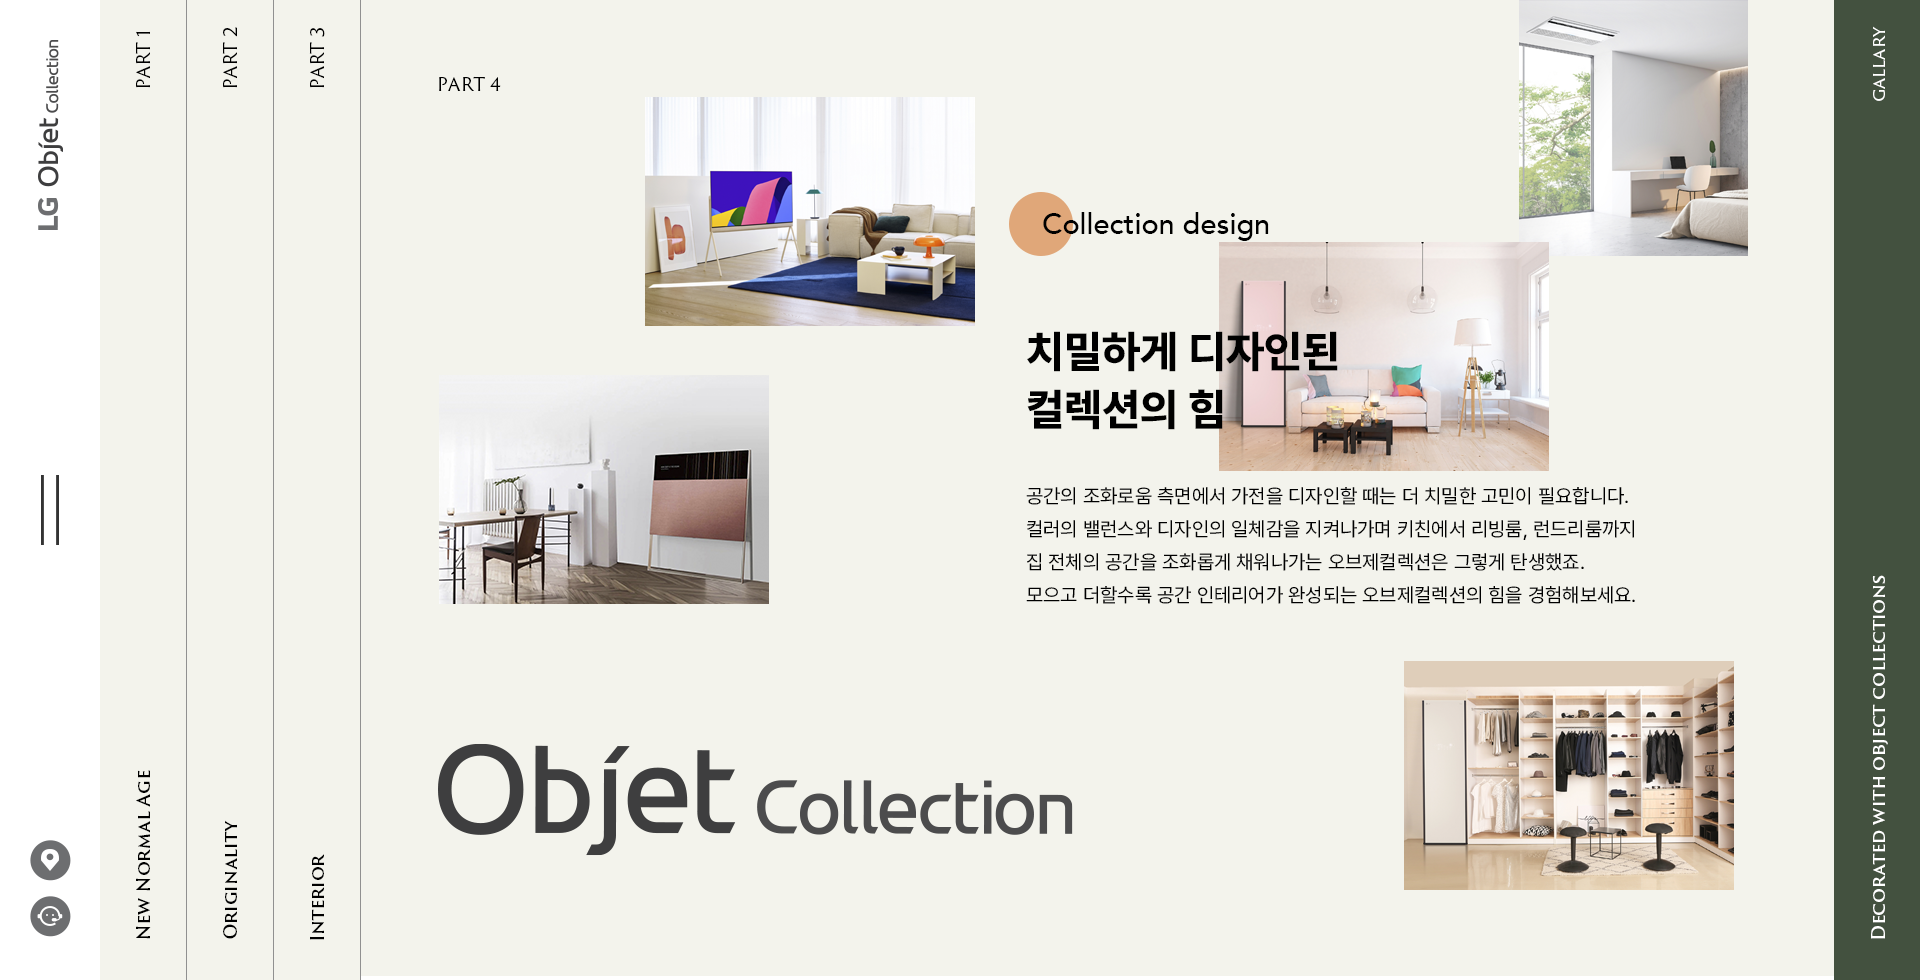 LG Objet Collection
PART 1
NEW NORMAL AGE
PART 2
ORIGINALITY
PART 3
INTERIOR
PART 4
Collection design
치밀하게 디자인된
컬렉션의 힘
공간의 조화로움 측면에서 가전을 디자인할 때는 더 치밀한 고민이 필요합니다.
컬러의 밸런스와 디자인의 일체감을 지켜나가며 키친에서 리빙룸, 런드리룸까지
집 전체의 공간을 조화롭게 채워나가는 오브제컬렉션은 그렇게 탄생했죠.
모으고 더할수록 공간 인테리어가 완성되는 오브제컬렉션의 힘을 경험해보세요.
Objet Collection
GALLARY
DECORATED WITH OBJECT COLLECTIONS